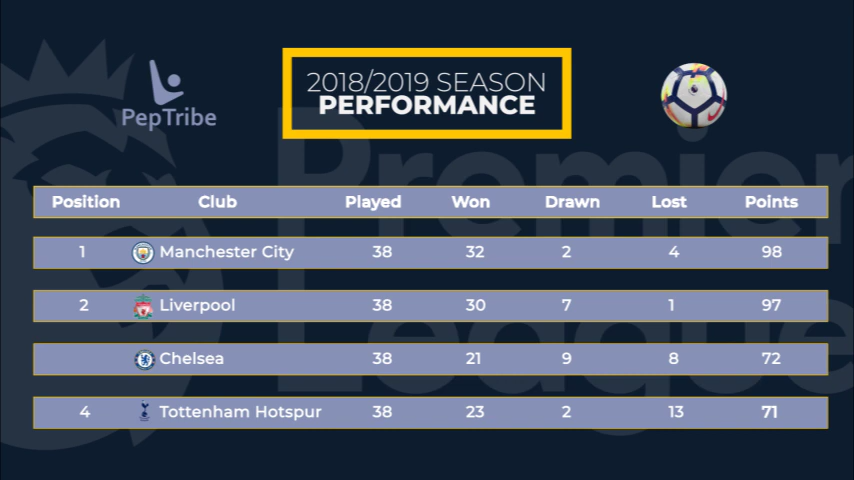 2018/2019 SEASON
PERFORMANCE
PepTribe
Premier
League
Position Club Played Won Drawn Lost Points
1 Manchester City 38 32 2 4 98
2 Liverpool 38 30 7 1 97
Chelsea 38 21 9 8 72
4 Tottenham Hotspur 38 23 2 13 71